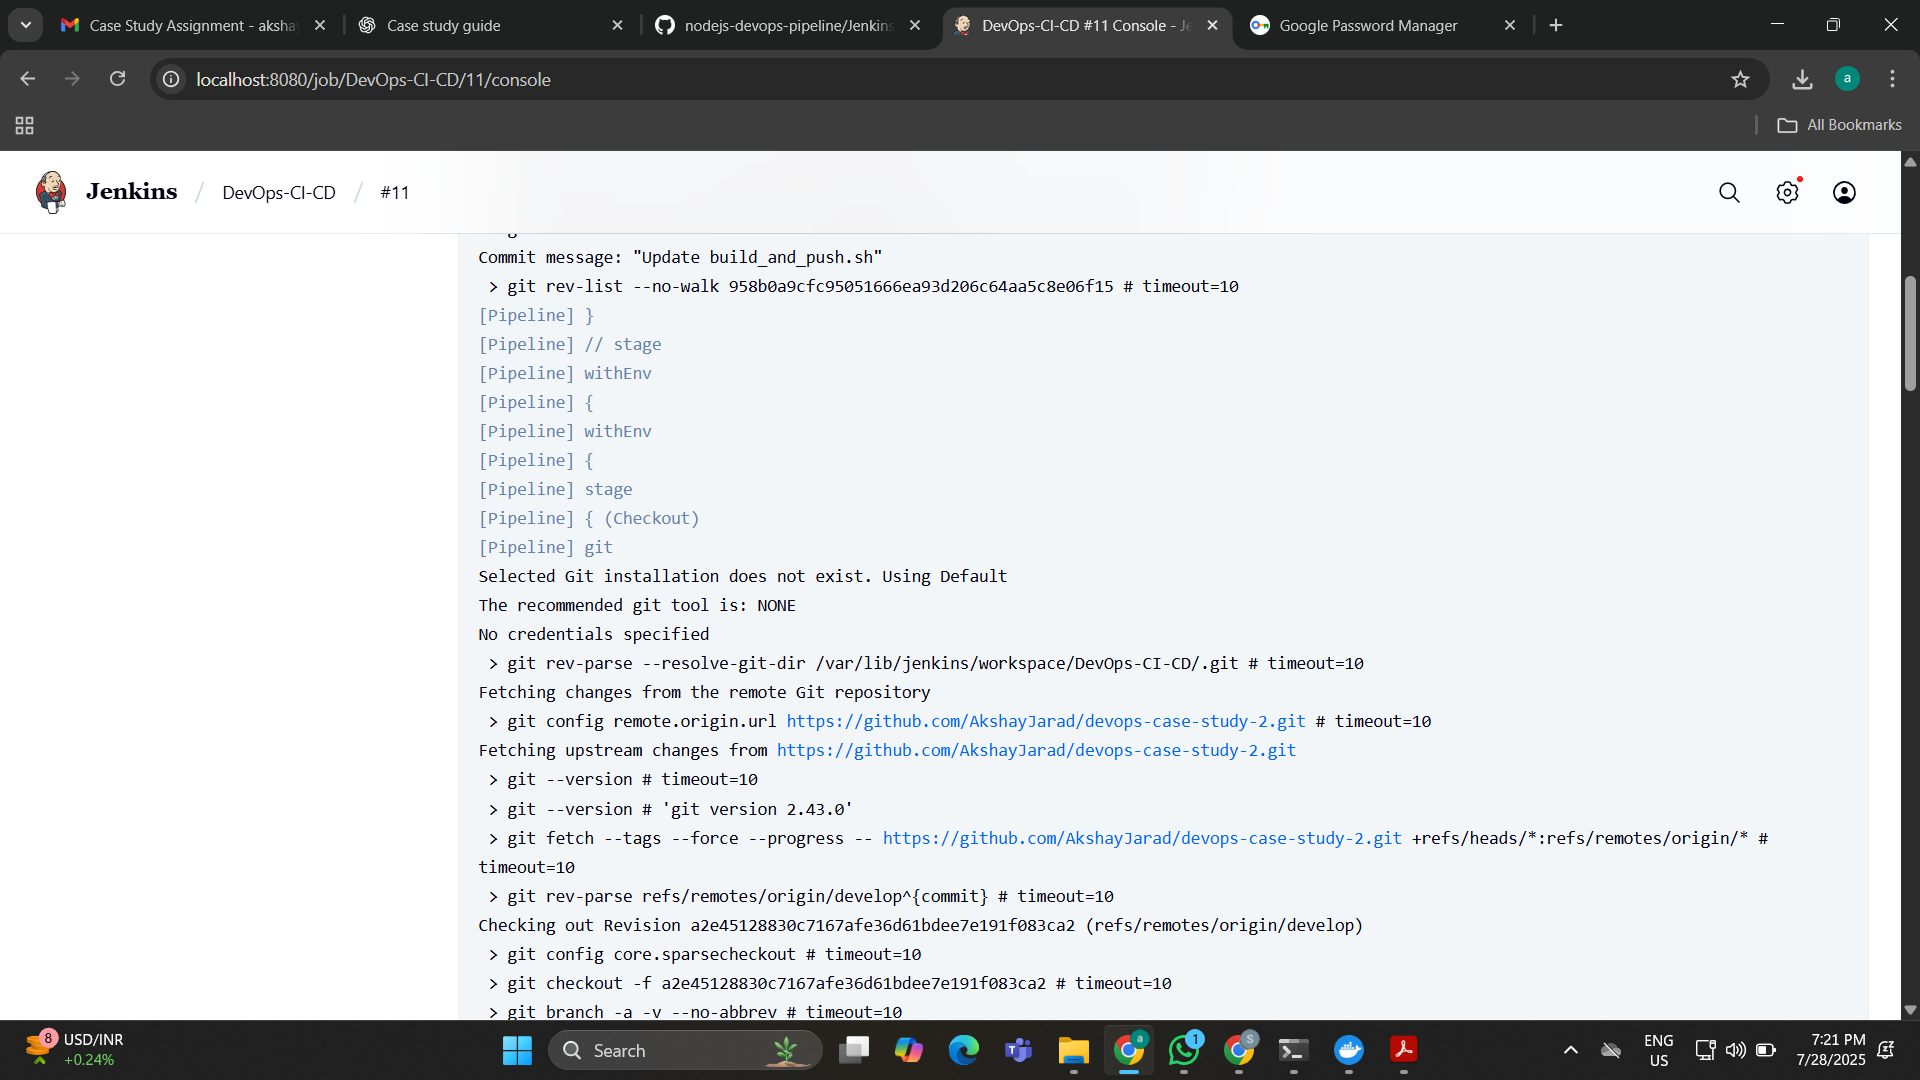 Case Study Assignment - aksha
Case study guide
nodejs-devops-pipeline/Jenkins
DevOps-CI-CD #11 Console - Je
Google Password Manager
localhost:8080/job/DevOps-CI-CD/11/console
a
All Bookmarks
Jenkins / DevOps-CI-CD / #11
Commit message: "Update build_and_push.sh"
> git rev-list --no-walk 958b0a9cfc95051666ea93d206c64aa5c8e06f15 # timeout=10
[Pipeline] }
[Pipeline] // stage
[Pipeline] withEnv
[Pipeline] {
[Pipeline] withEnv
[Pipeline] {
[Pipeline] stage
[Pipeline] { (Checkout)
[Pipeline] git
Selected Git installation does not exist. Using Default
The recommended git tool is: NONE
No credentials specified
> git rev-parse --resolve-git-dir /var/lib/jenkins/workspace/DevOps-CI-CD/.git # timeout=10
Fetching changes from the remote Git repository
> git config remote.origin.url https://github.com/AkshayJarad/devops-case-study-2.git # timeout=10
Fetching upstream changes from https://github.com/AkshayJarad/devops-case-study-2.git
> git --version # timeout=10
> git --version # 'git version 2.43.0'
> git fetch --tags --force --progress -- https://github.com/AkshayJarad/devops-case-study-2.git +refs/heads/*:refs/remotes/origin/* #
timeout=10
> git rev-parse refs/remotes/origin/develop^{commit} # timeout=10
Checking out Revision a2e45128830c7167afe36d61bdee7e191f083ca2 (refs/remotes/origin/develop)
> git config core.sparsecheckout # timeout=10
> git checkout -f a2e45128830c7167afe36d61bdee7e191f083ca2 # timeout=10
> git branch -a -v --no-abbrev # timeout=10
8
USD/INR
+0.24%
Search
a
1
S
ENG
US
7:21 PM
7/28/2025